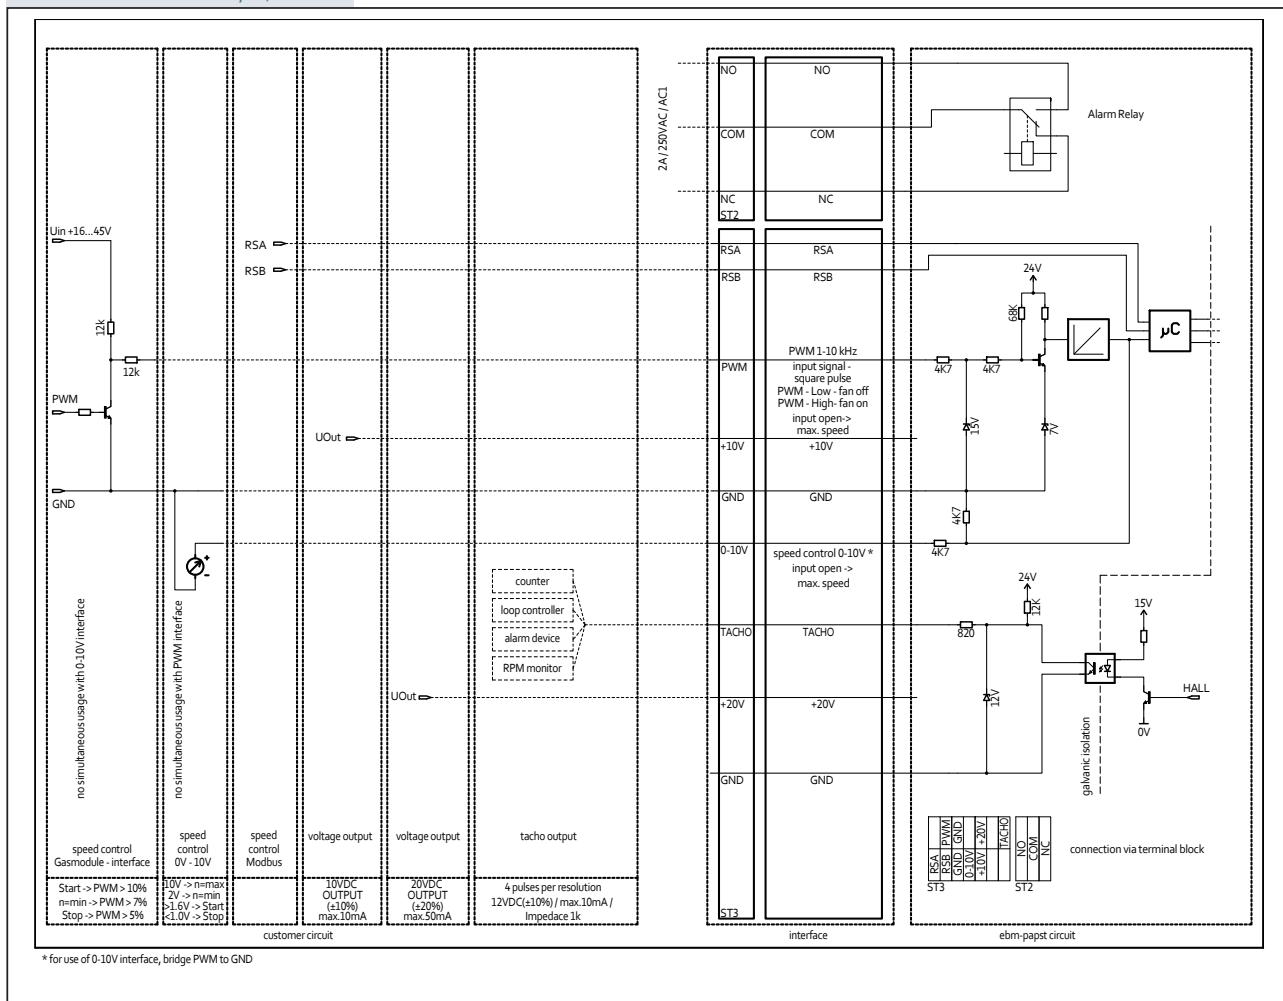 NO
NO
2A / 250VAC / AC1
Alarm Relay
COM
COM
NC
NC
ST2
Uin +16...45V
RSA
RSA
RSA
RSB
RSB
RSB
24V
68K
12k
µC
12k
PWM
PWM 1-10 kHz
input signal -
square pulse
PWM - Low - fan off
PWM - High- fan on
input open->
max. speed
4K7
4K7
PWM
15V
7V
UOut
+10V
+10V
GND
GND
GND
4K7
0-10V
speed control 0-10V *
input open ->
max. speed
4K7
+
-
no simultaneous usage with 0-10V interface
no simultaneous usage with PWM interface
counter
loop controller
alarm device
RPM monitor
24V
12K
15V
TACHO
TACHO
820
UOut
+20V
+20V
12V
HALL
0V
GND
GND
galvanic isolation
speed control
Gasmodule - interface
speed
control
0V - 10V
speed
control
Modbus
voltage output
voltage output
tacho output
RSA
RSB PWM
GND GND
0-10V
+10V +20V
TACHO
ST3
NO
COM
NC
ST2
connection via terminal block
Start -> PWM > 10%
n=min -> PWM > 7%
Stop -> PWM > 5%
10V -> n=max
2V -> n=min
>1.6V -> Start
<1.0V -> Stop
10VDC
OUTPUT
(±10%)
max.10mA
20VDC
OUTPUT
(±20%)
max.50mA
4 pulses per resolution
12VDC(±10%) / max.10mA /
Impedace 1k
ST3
customer circuit
interface
ebm-papst circuit
* for use of 0-10V interface, bridge PWM to GND